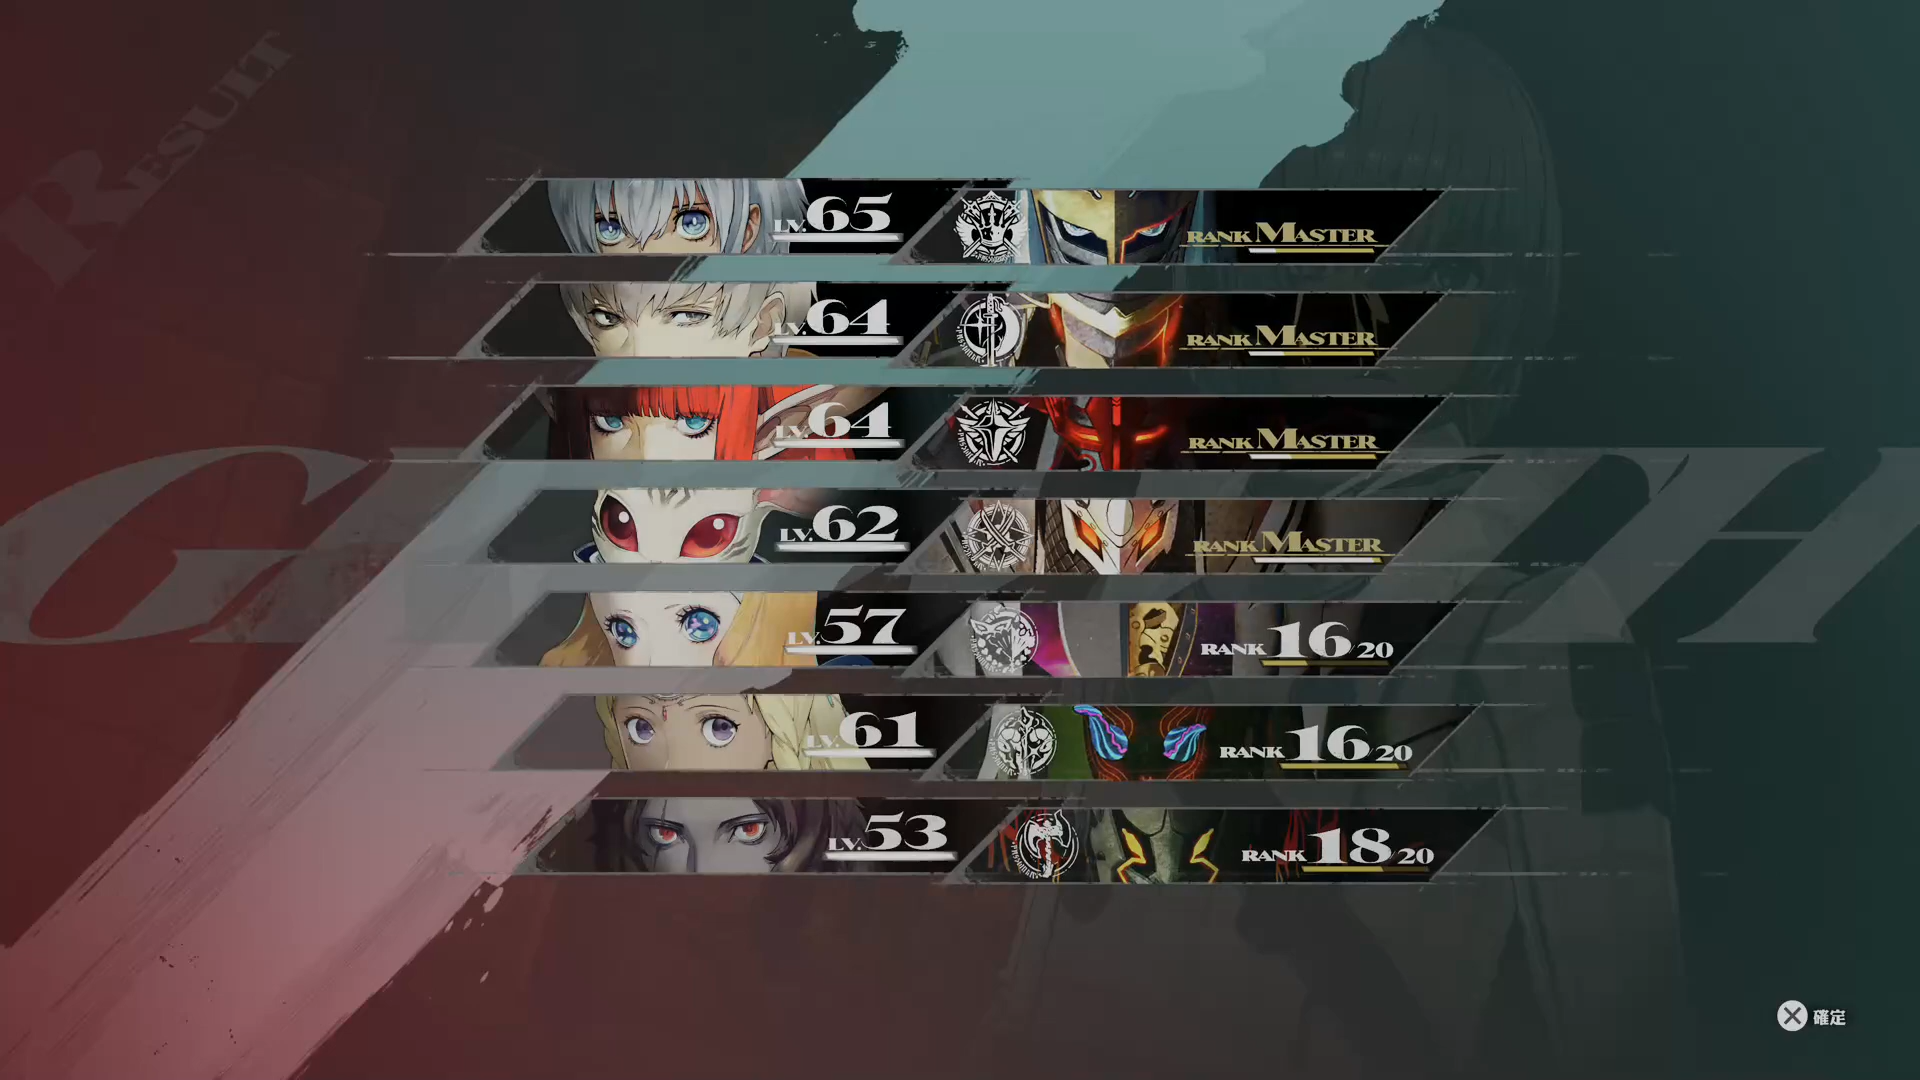 RESULT
GROWTH
LV.65 RANK MASTER
LV.64 RANK MASTER
LV.64 RANK MASTER
LV.62 RANK MASTER
LV.57 RANK 16/20
LV.61 RANK 16/20
LV.53 RANK 18/20
確定